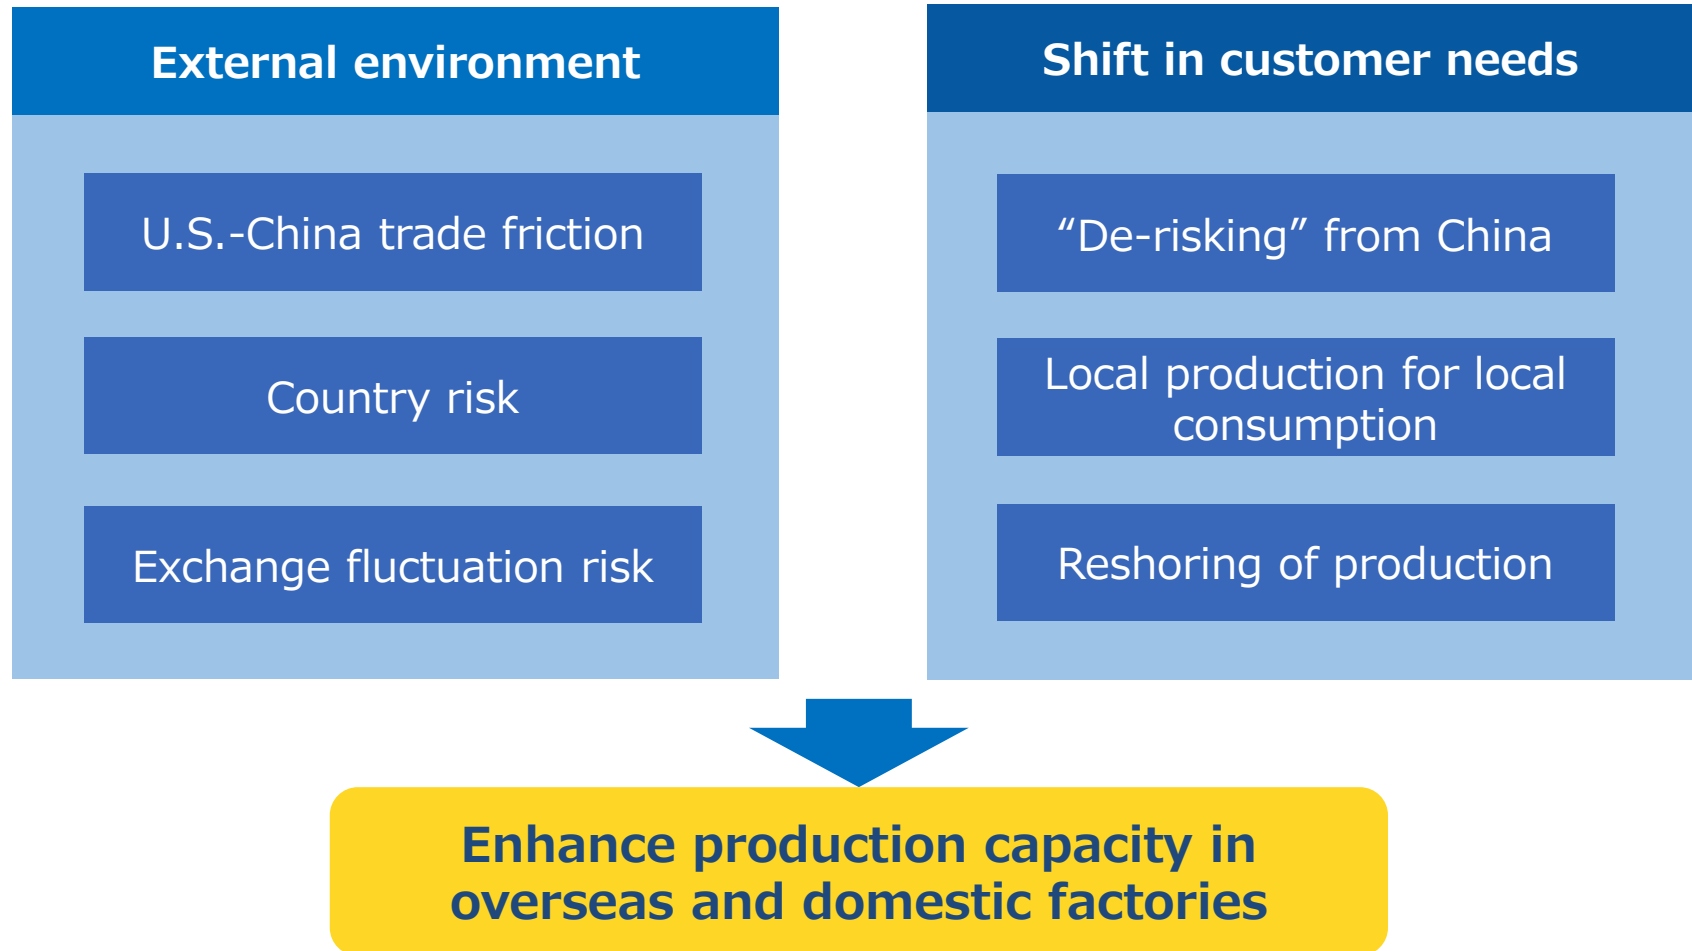 External environment
U.S.-China trade friction
Country risk
Exchange fluctuation risk
Shift in customer needs
“De-risking” from China
Local production for local
consumption
Reshoring of production
Enhance production capacity in
overseas and domestic factories